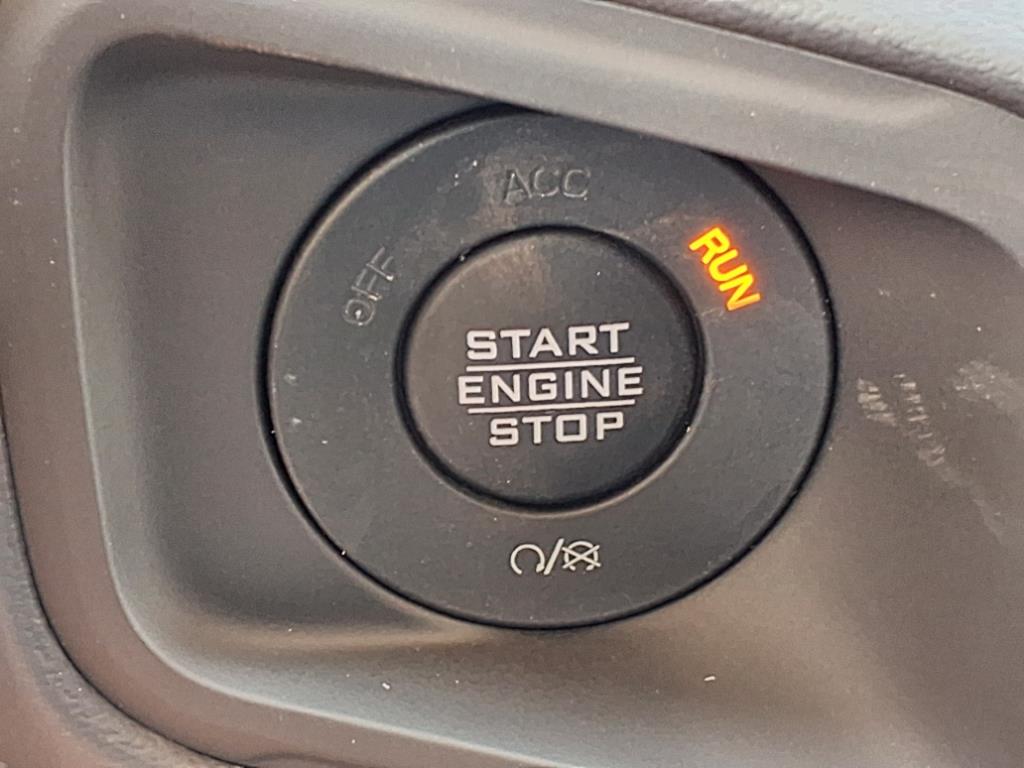 ACC
OFF
RUN
START
ENGINE
STOP